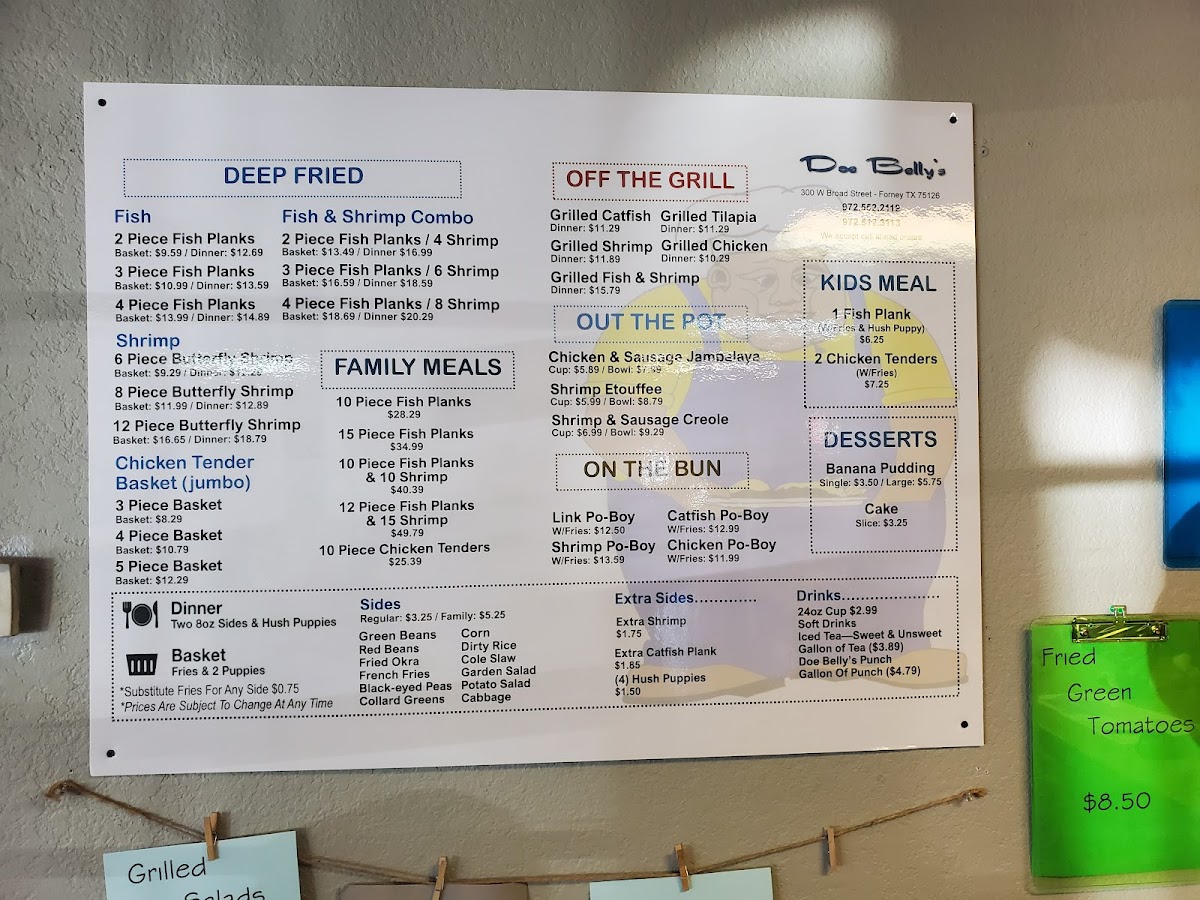 DEEP FRIED
Fish
2 Piece Fish Planks
Basket: $9.59 / Dinner: $12.69
3 Piece Fish Planks
Basket: $10.99 / Dinner: $13.59
4 Piece Fish Planks
Basket: $13.99 / Dinner: $14.89
Shrimp
6 Piece Butterfly Shrimp
Basket: $9.29 / Dinner:
8 Piece Butterfly Shrimp
Basket: $11.99 / Dinner: $12.89
12 Piece Butterfly Shrimp
Basket: $16.65 / Dinner: $18.79
Chicken Tender
Basket (jumbo)
3 Piece Basket
Basket: $8.29
4 Piece Basket
Basket: $10.79
5 Piece Basket
Basket: $12.29
Fish & Shrimp Combo
2 Piece Fish Planks / 4 Shrimp
Basket: $13.49 / Dinner $16.99
3 Piece Fish Planks / 6 Shrimp
Basket: $16.59 / Dinner $18.59
4 Piece Fish Planks / 8 Shrimp
Basket: $18.69 / Dinner $20.29
FAMILY MEALS
10 Piece Fish Planks
$28.29
15 Piece Fish Planks
$34.99
10 Piece Fish Planks
& 10 Shrimp
$40.39
12 Piece Fish Planks
& 15 Shrimp
$49.79
10 Piece Chicken Tenders
$25.39
OFF THE GRILL
Grilled Catfish
Dinner: $11.29
Grilled Tilapia
Dinner: $11.29
Grilled Shrimp
Dinner: $11.89
Grilled Chicken
Dinner: $10.29
Grilled Fish & Shrimp
Dinner: $15.79
OUT THE POT
Chicken & Sausage Jambalaya
Cup: $5.89 / Bowl:
Shrimp Etouffee
Cup: $5.99 / Bowl: $8.79
Shrimp & Sausage Creole
Cup: $6.99 / Bowl: $9.29
ON THE BUN
Link Po-Boy
W/Fries: $12.50
Catfish Po-Boy
W/Fries: $12.99
Shrimp Po-Boy
W/Fries: $13.59
Chicken Po-Boy
W/Fries: $11.99
Doe Belly's
300 W Broad Street - Forney TX 75126
972.552.2119
KIDS MEAL
1 Fish Plank
(W/Fries & Hush Puppy)
$6.25
2 Chicken Tenders
(W/Fries)
$7.25
DESSERTS
Banana Pudding
Single: $3.50 / Large: $5.75
Cake
Slice: $3.25
Dinner
Two 8oz Sides & Hush Puppies
Basket
Fries & 2 Puppies
*Substitute Fries For Any Side $0.75
*Prices Are Subject To Change At Any Time
Sides
Regular: $3.25 / Family: $5.25
Green Beans
Red Beans
Fried Okra
French Fries
Black-eyed Peas
Collard Greens
Corn
Dirty Rice
Cole Slaw
Garden Salad
Potato Salad
Cabbage
Extra Sides.............
Extra Shrimp
$1.75
Extra Catfish Plank
$1.85
(4) Hush Puppies
$1.50
Drinks....................
24oz Cup $2.99
Soft Drinks
Iced Tea—Sweet & Unsweet
Gallon of Tea ($3.89)
Doe Belly's Punch
Gallon Of Punch ($4.79)
Fried
Green
Tomatoes
$8.50
Grilled
Salads